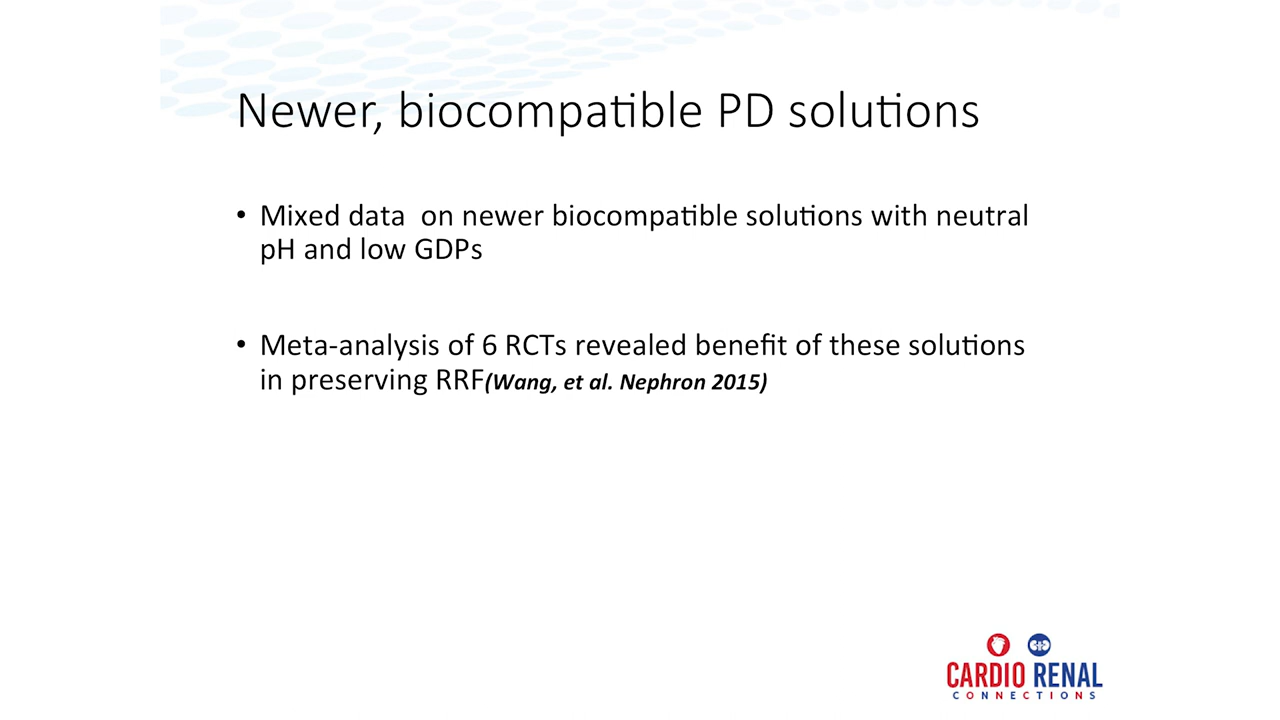 Newer, biocompatible PD solutions
• Mixed data  on newer biocompatible solutions with neutral
pH and low GDPs
• Meta-analysis of 6 RCTs revealed benefit of these solutions
in preserving RRF(Wang, et al. Nephron 2015)
CARDIO RENAL
CONNECTIONS